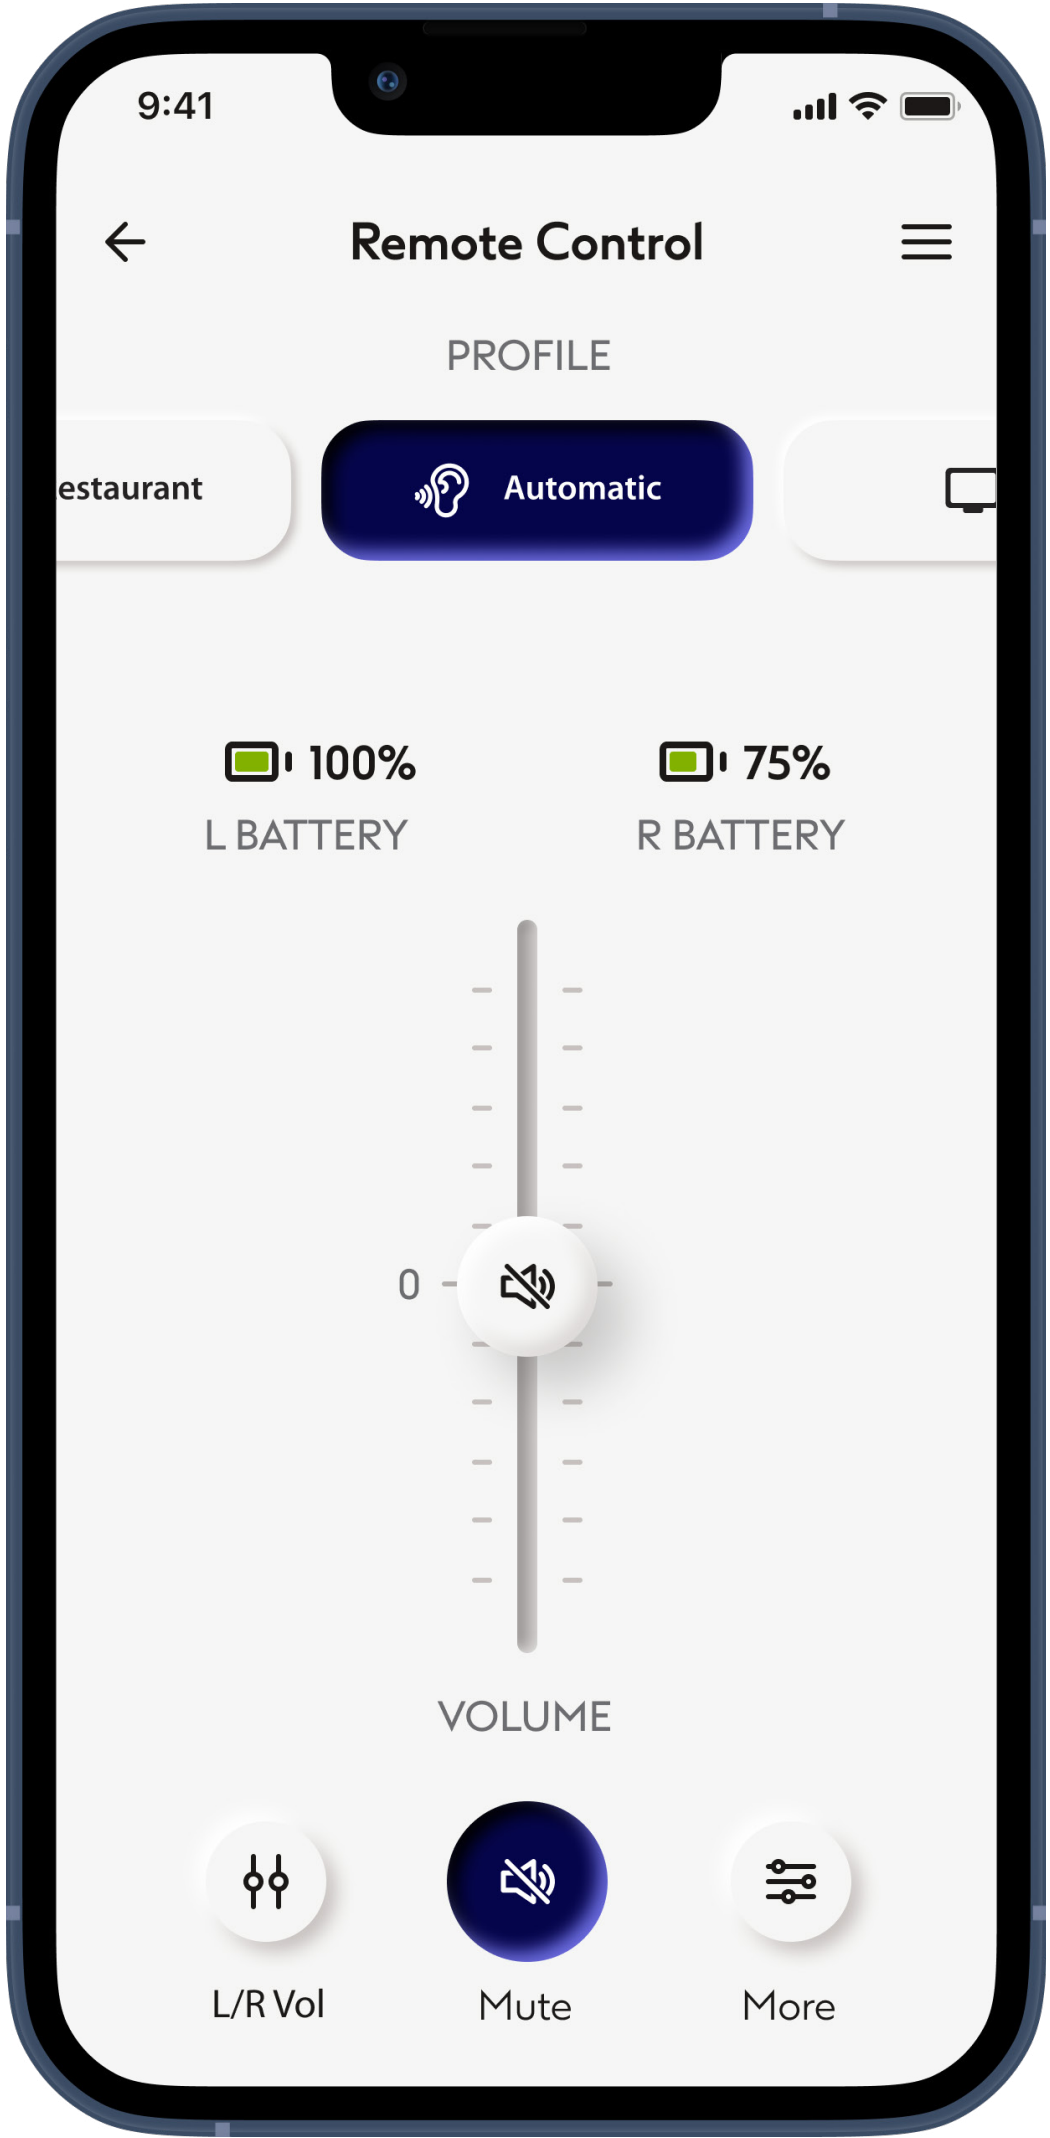 9:41
Remote Control
PROFILE
estaurant
Automatic
100%
75%
L BATTERY
R BATTERY
0
VOLUME
L/R Vol
Mute
More